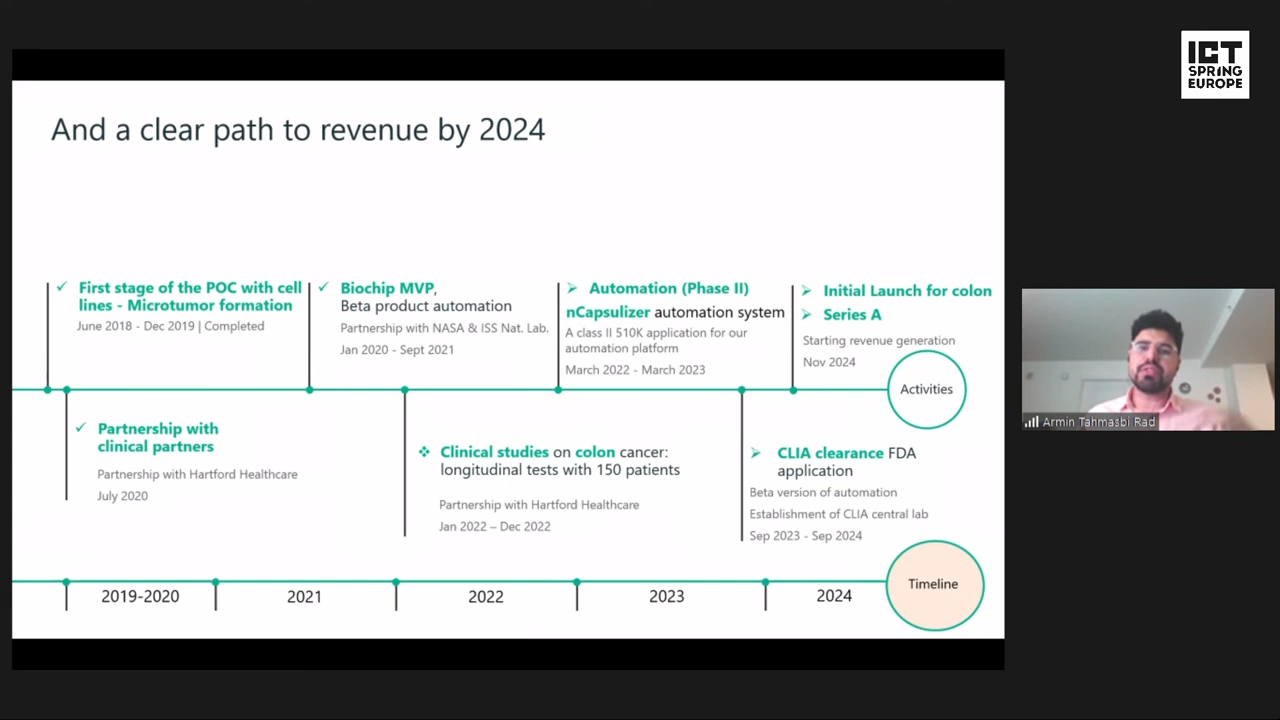 ICT
SPRING
EUROPE
And a clear path to revenue by 2024
✓ First stage of the POC with cell
lines - Microtumor formation
June 2018 - Dec 2019 | Completed
✓ Biochip MVP,
Beta product automation
Partnership with NASA & ISS Nat. Lab.
Jan 2020 - Sept 2021
➢ Automation (Phase II)
nCapsulizer automation system
A class II 510K application for our
automation platform
March 2022 - March 2023
➢ Initial Launch for colon
➢ Series A
Starting revenue generation
Nov 2024
Activities
✓ Partnership with
clinical partners
Partnership with Hartford Healthcare
July 2020
❖ Clinical studies on colon cancer:
longitudinal tests with 150 patients
Partnership with Hartford Healthcare
Jan 2022 – Dec 2022
➢ CLIA clearance FDA
application
Beta version of automation
Establishment of CLIA central lab
Sep 2023 - Sep 2024
2019-2020
2021
2022
2023
2024
Timeline
Armin Tahmasbi Rad